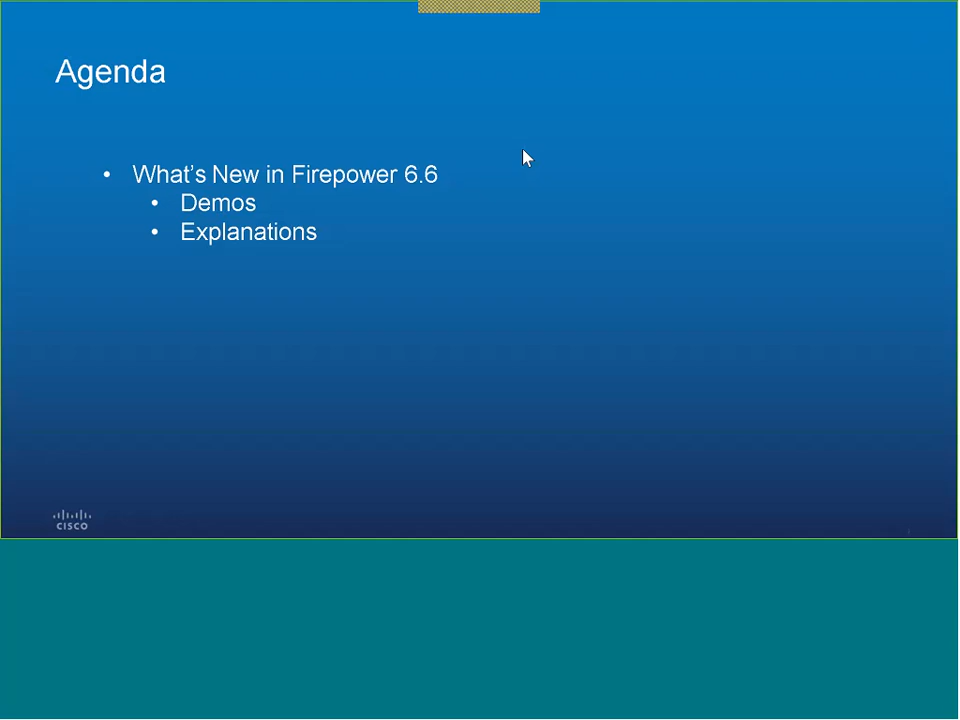 Agenda
• What's New in Firepower 6.6
• Demos
• Explanations
CISCO